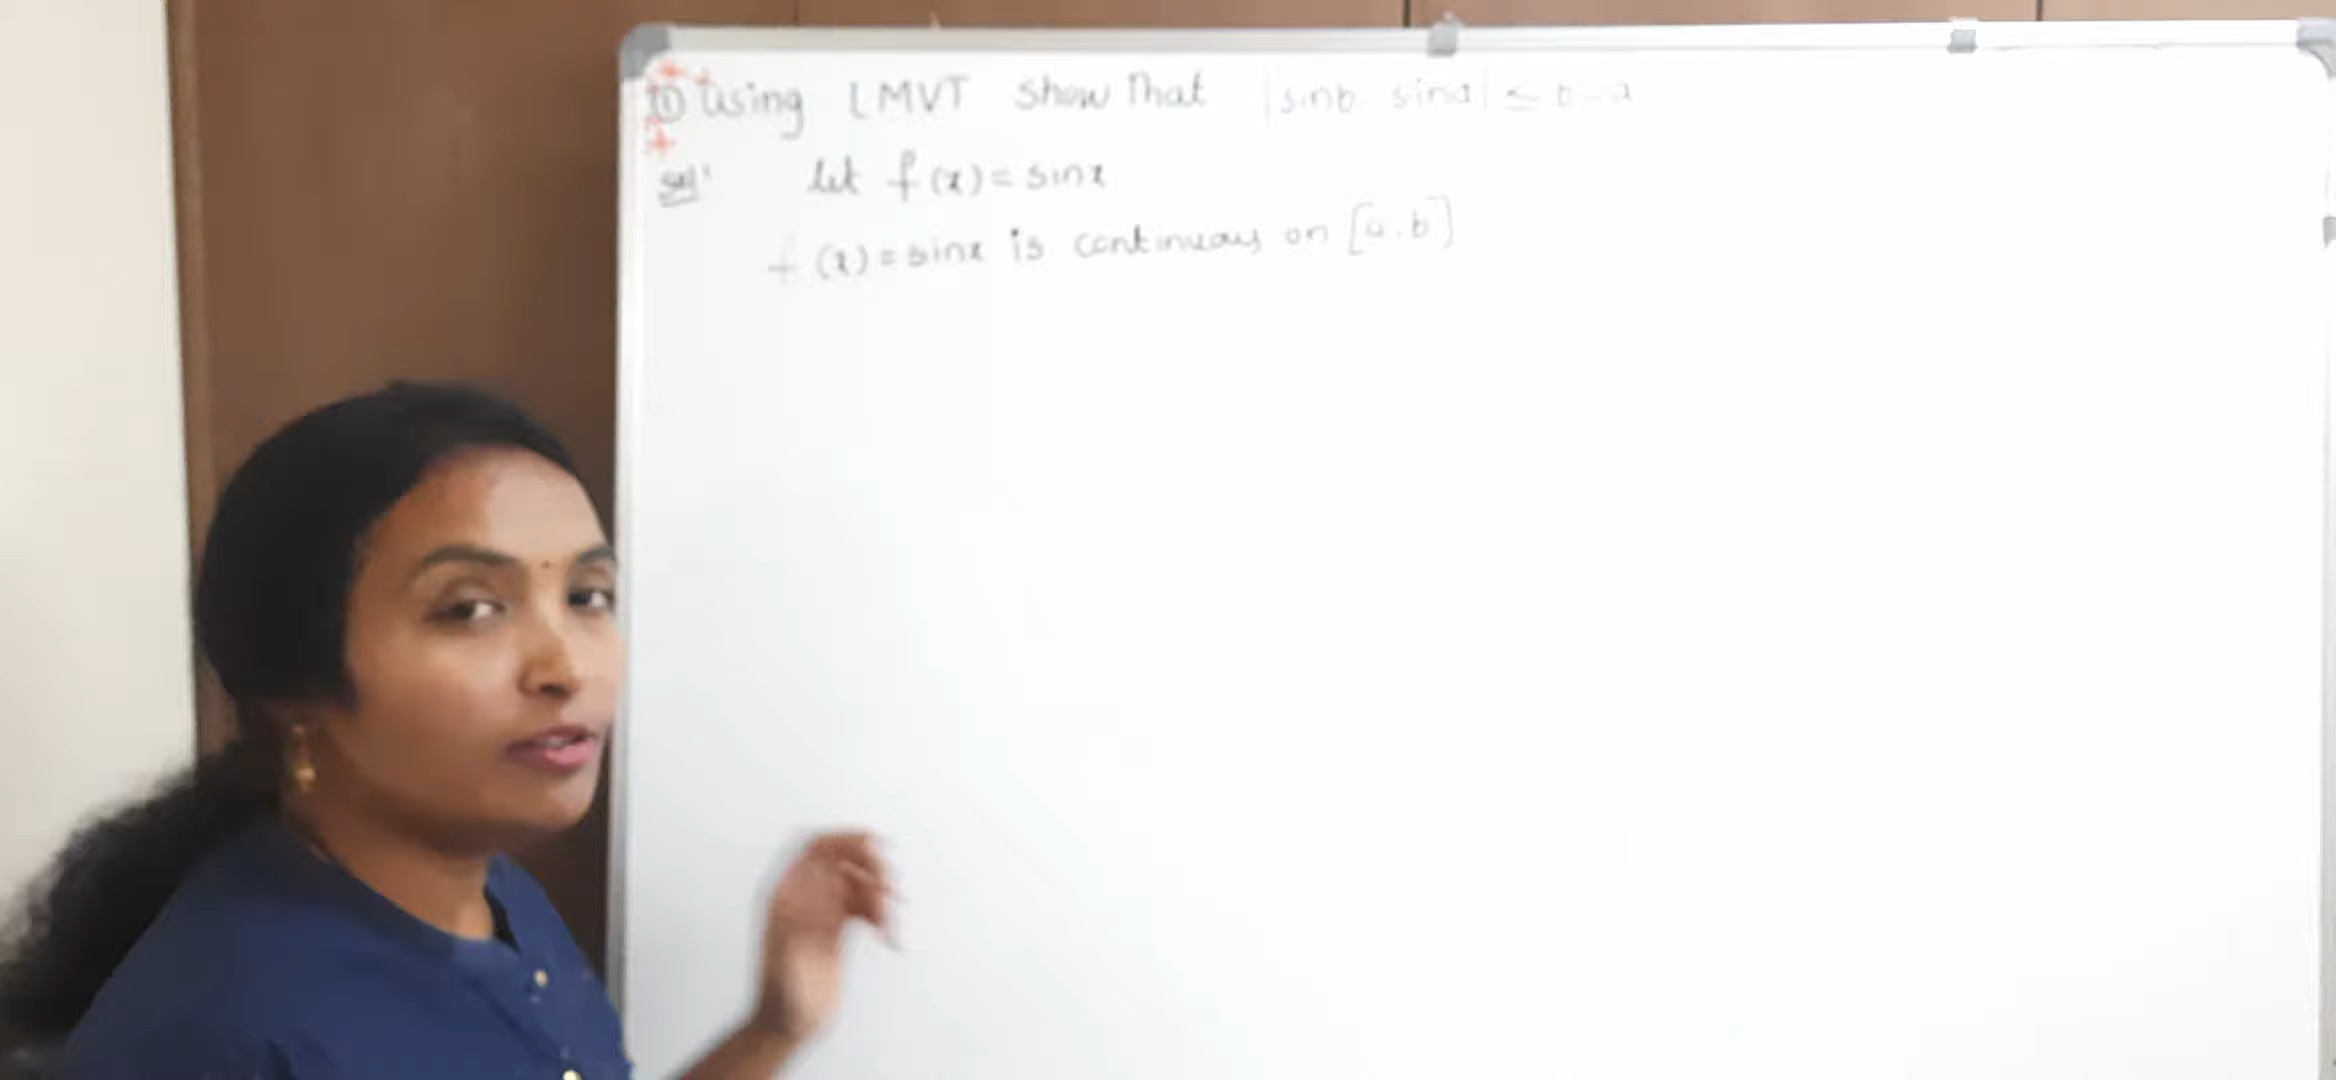 ① Using LMVT show that |sinb - sina| ≤ b - a
Sol: let f(x) = sinx
f(x) = sinx is continuous on [a,b]